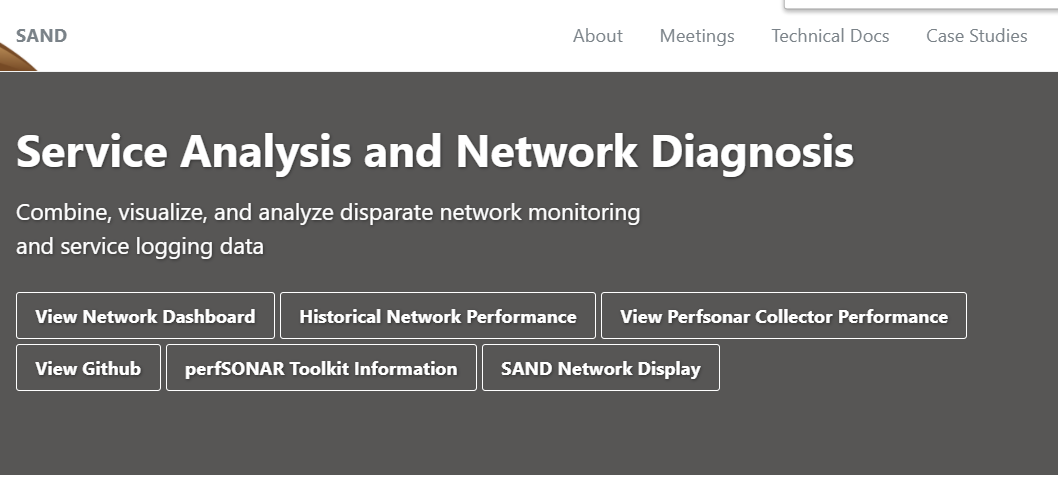 SAND
About Meetings Technical Docs Case Studies
Service Analysis and Network Diagnosis
Combine, visualize, and analyze disparate network monitoring
and service logging data
View Network Dashboard Historical Network Performance View Perfsonar Collector Performance
View Github perfSONAR Toolkit Information SAND Network Display